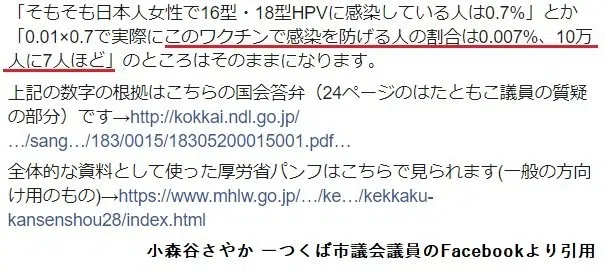 「そもそも日本人女性で16型・18型HPVに感染している人は0.7%」とか
「0.01×0.7で実際にこのワクチンで感染を防げる人の割合は0.007%、10万
人に7人ほど」のところはそのままになります。
上記の数字の根拠はこちらの国会答弁（24ページのはたともこ議員の質疑
の部分）です→http://kokkai.ndl.go.jp/
…/sang…/183/0015/18305200015001.pdf…
全体的な資料として使った厚労省パンフはこちらで見られます(一般の方向
け用のもの)→https://www.mhlw.go.jp/…/ke…/kekkaku-
kansenshou28/index.html
小森谷さやか ーつくば市議会議員のFacebookより引用